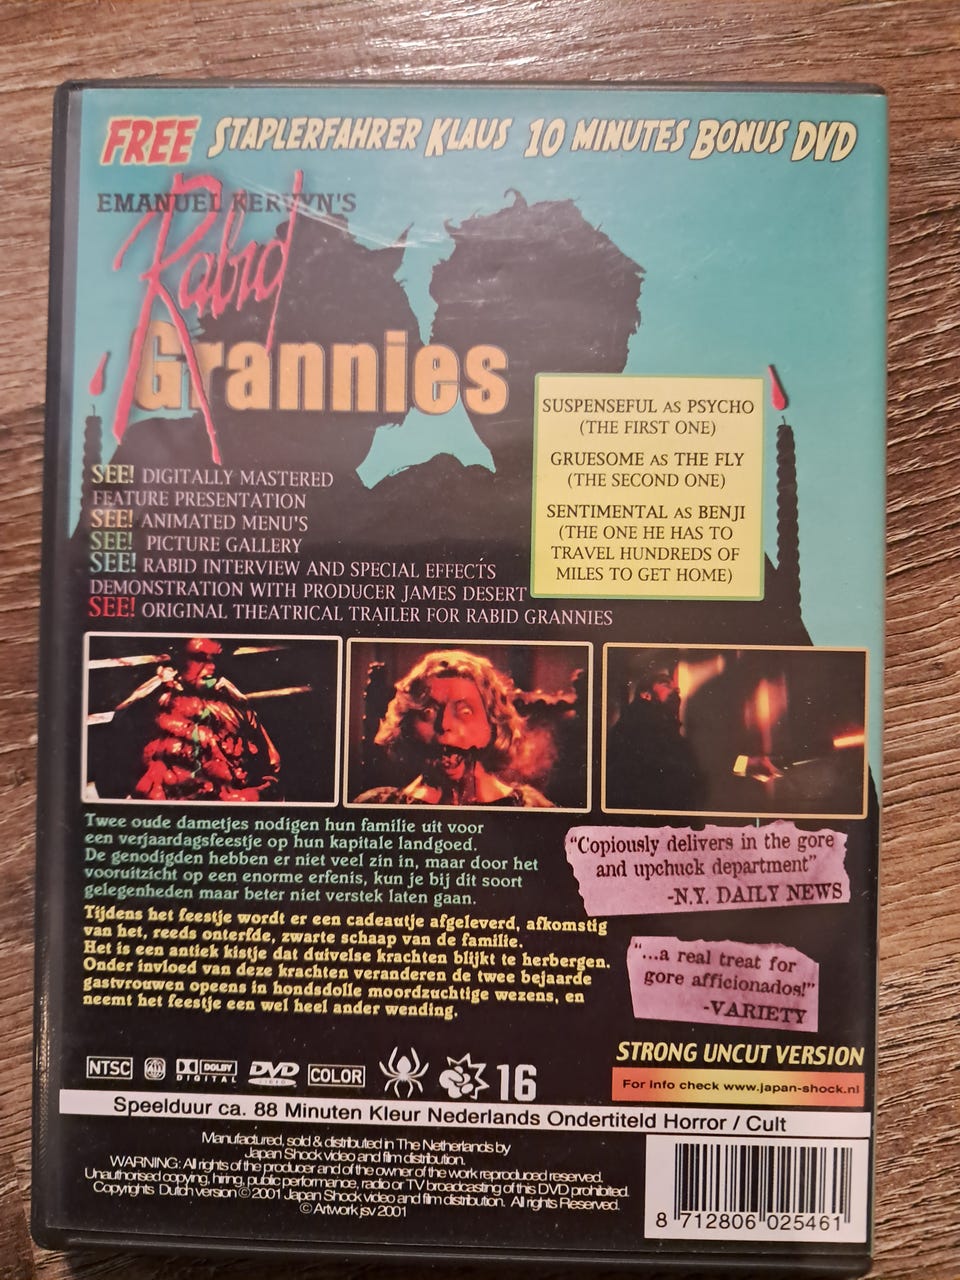 FREE STAPLERFAHRER KLAUS 10 MINUTES BONUS DVD
EMANUEL KERVYN'S
Rabid
Grannies
SUSPENSEFUL AS PSYCHO
(THE FIRST ONE)
GRUESOME AS THE FLY
(THE SECOND ONE)
SENTIMENTAL AS BENJI
(THE ONE HE HAS TO
TRAVEL HUNDREDS OF
MILES TO GET HOME)
SEE! DIGITALLY MASTERED
FEATURE PRESENTATION
SEE! ANIMATED MENU'S
SEE! PICTURE GALLERY
SEE! RABID INTERVIEW AND SPECIAL EFFECTS
DEMONSTRATION WITH PRODUCER JAMES DESERT
SEE! ORIGINAL THEATRICAL TRAILER FOR RABID GRANNIES
Twee oude dametjes nodigen hun familie uit voor
een verjaardagsfeestje op hun kapitale landgoed.
De genodigden hebben er niet veel zin in, maar door het
vooruitzicht op een enorme erfenis, kun je bij dit soort
gelegenheden maar beter niet verstek laten gaan.
Tijdens het feestje wordt er een cadeautje afgeleverd, afkomstig
van het, reeds onterfde, zwarte schaap van de familie.
Het is een antiek kistje dat duivelse krachten blijkt te herbergen.
Onder invloed van deze krachten veranderen de twee bejaarde
gastvrouwen opeens in hondsdolle moordzuchtige wezens, en
neemt het feestje een wel heel ander wending.
"Copiously delivers in the gore
and upchuck department"
-N.Y. DAILY NEWS
"...a real treat for
gore afficionados!"
-VARIETY
STRONG UNCUT VERSION
For info check www.japan-shock.nl
NTSC
DOLBY
DIGITAL
DVD
VIDEO
COLOR
16
Speelduur ca. 88 Minuten Kleur Nederlands Ondertiteld Horror / Cult
Manufactured, sold & distributed in The Netherlands by
Japan Shock video and film distribution.
WARNING: All rights of the producer and of the owner of the work reproduced reserved.
Unauthorised copying, hiring, public performance, radio or TV broadcasting of this DVD prohibited.
Copyrights Dutch version © 2001 Japan Shock video and film distribution. All rights Reserved.
© Artwork jsv 2001
8 712806 025461